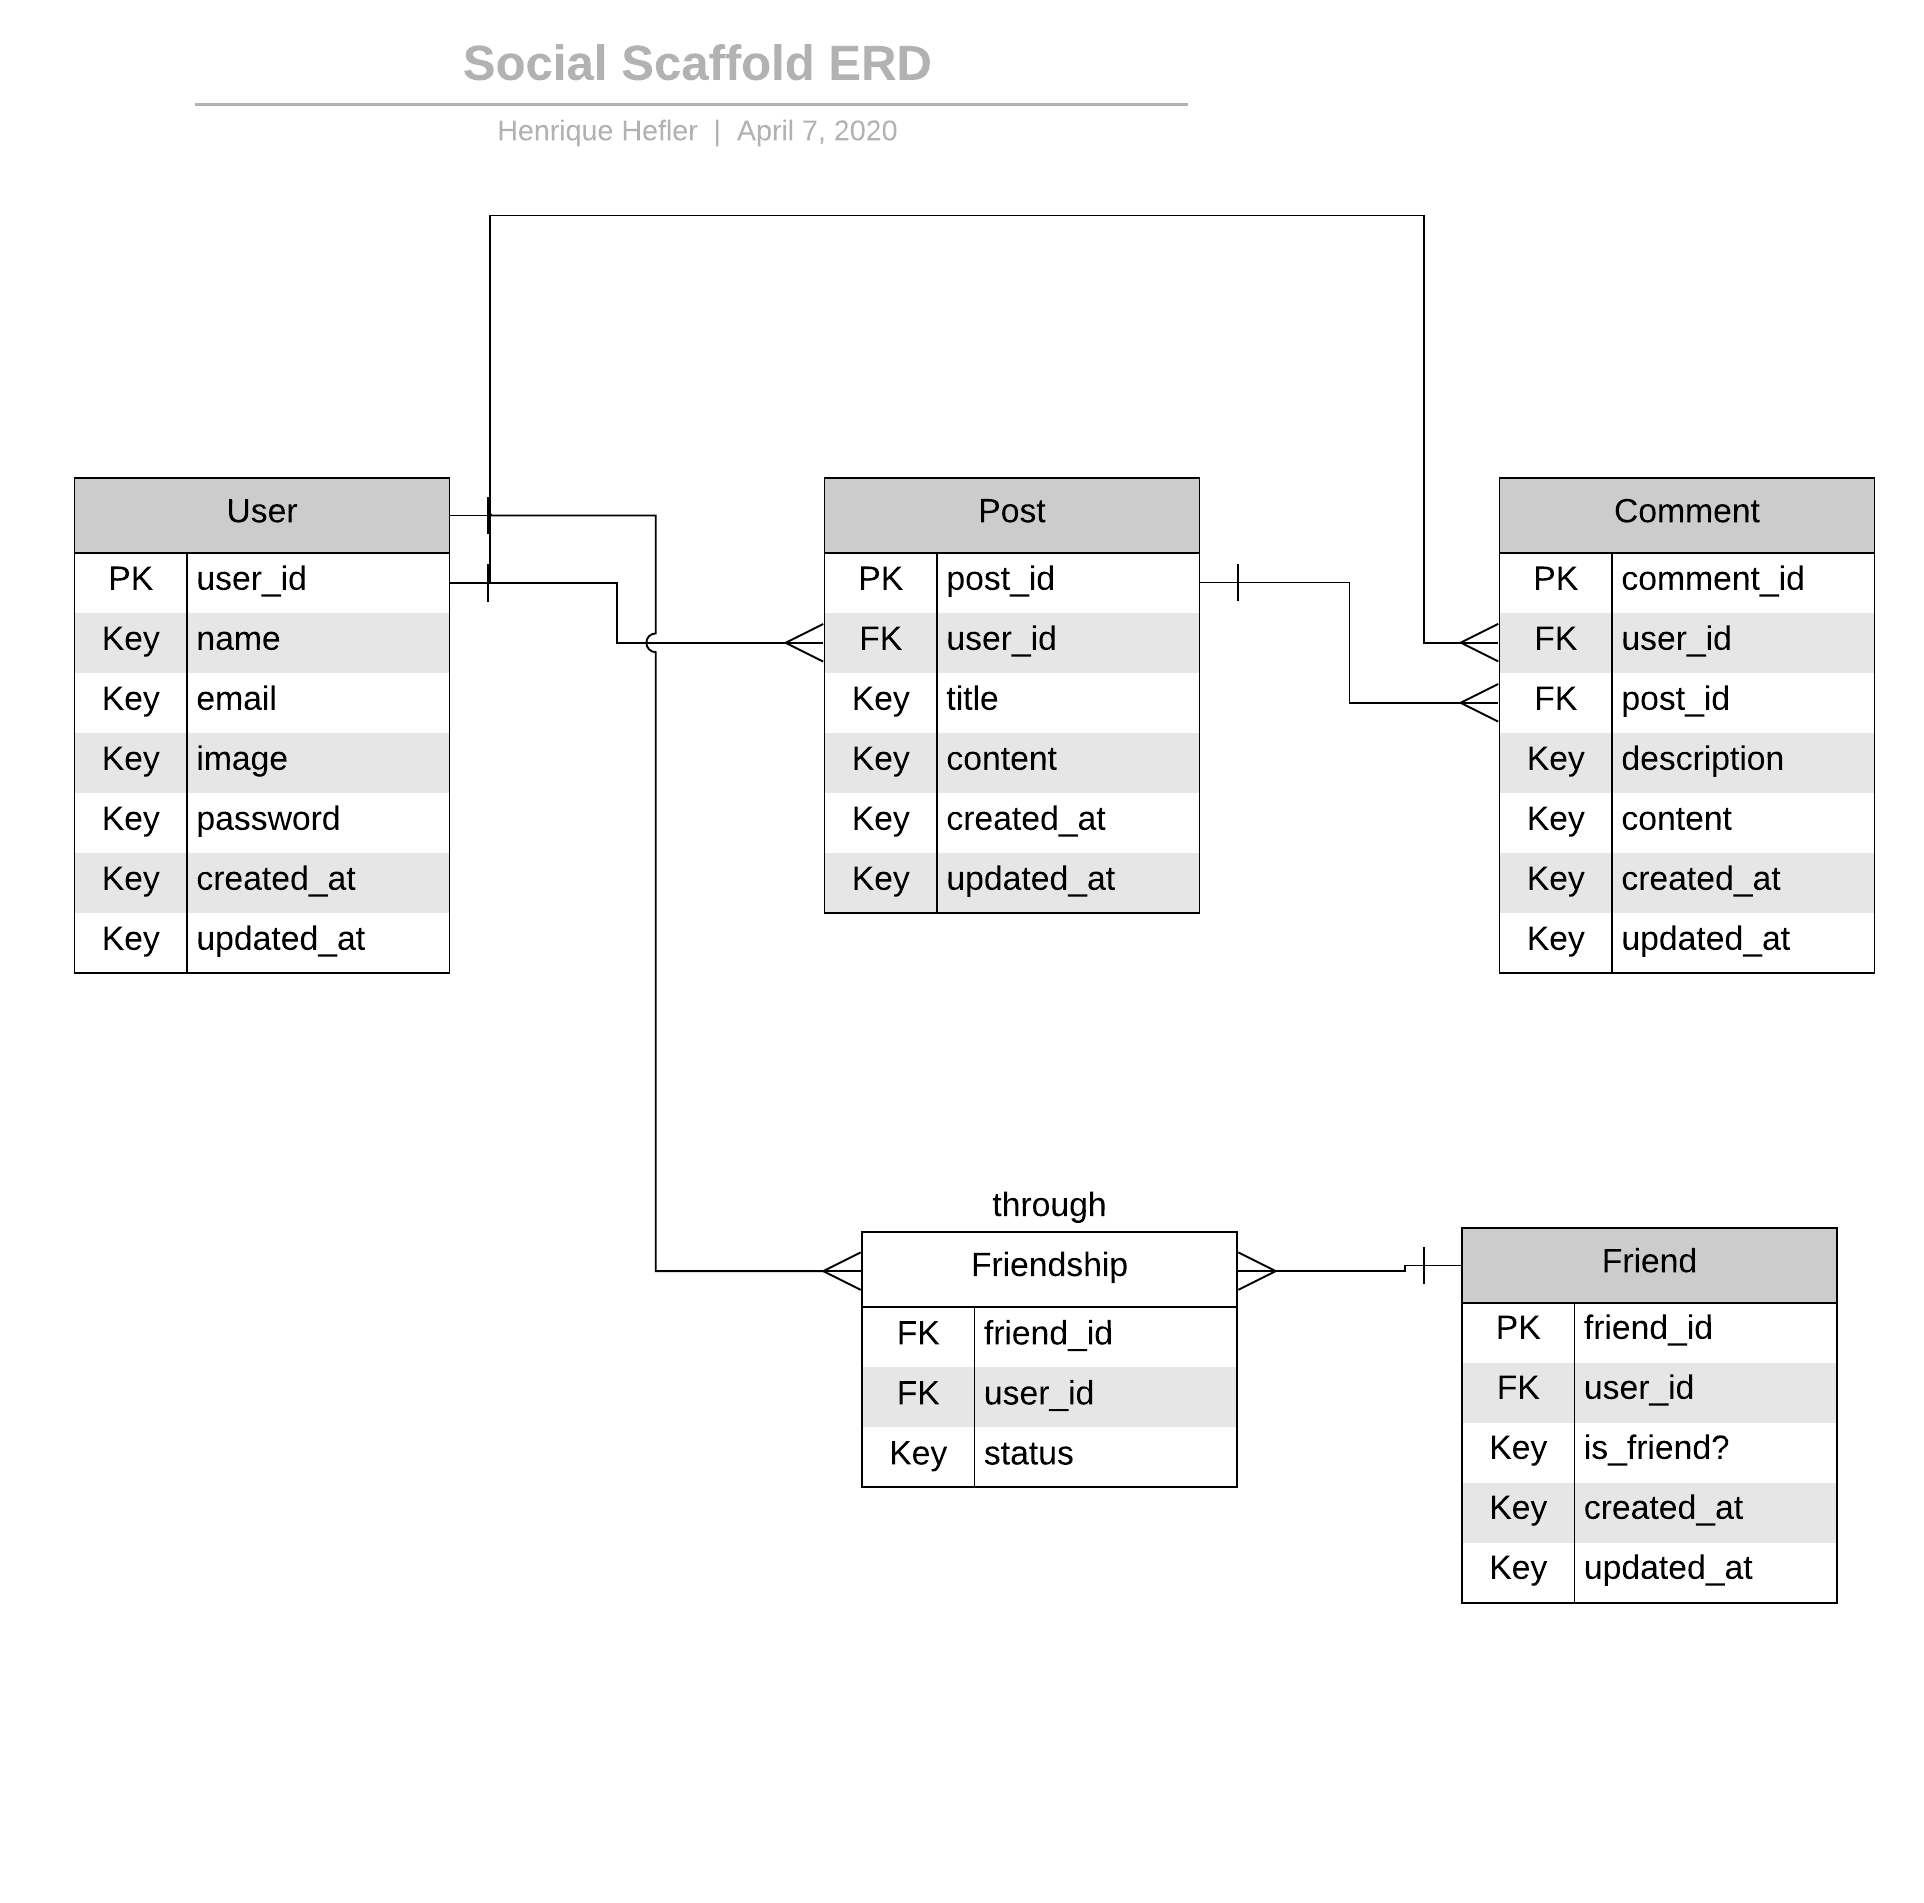 Social Scaffold ERD
Henrique Hefler | April 7, 2020
User
PK user_id
Key name
Key email
Key image
Key password
Key created_at
Key updated_at
Post
PK post_id
FK user_id
Key title
Key content
Key created_at
Key updated_at
Comment
PK comment_id
FK user_id
FK post_id
Key description
Key content
Key created_at
Key updated_at
through
Friendship
FK friend_id
FK user_id
Key status
Friend
PK friend_id
FK user_id
Key is_friend?
Key created_at
Key updated_at